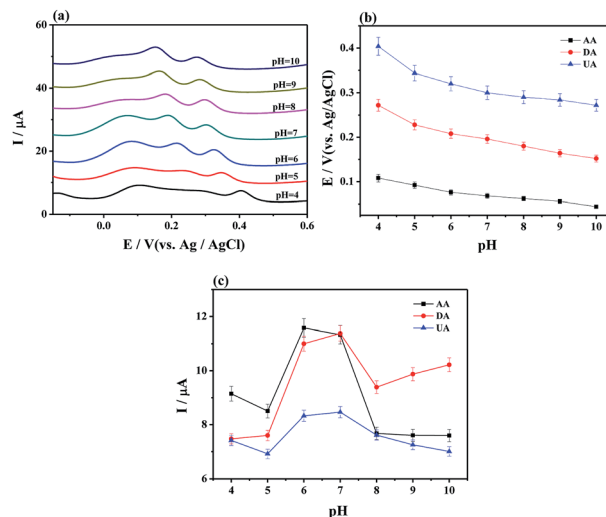 (a)
60
40
20
0
I / μA
pH=10
pH=9
pH=8
pH=7
pH=6
pH=5
pH=4
0.0 0.2 0.4 0.6
E / V(vs. Ag / AgCl)
(b)
AA
DA
UA
0.4
0.3
0.2
0.1
E / V(vs. Ag/AgCl)
4 5 6 7 8 9 10
pH
(c)
AA
DA
UA
12
10
8
6
I / μA
4 5 6 7 8 9 10
pH